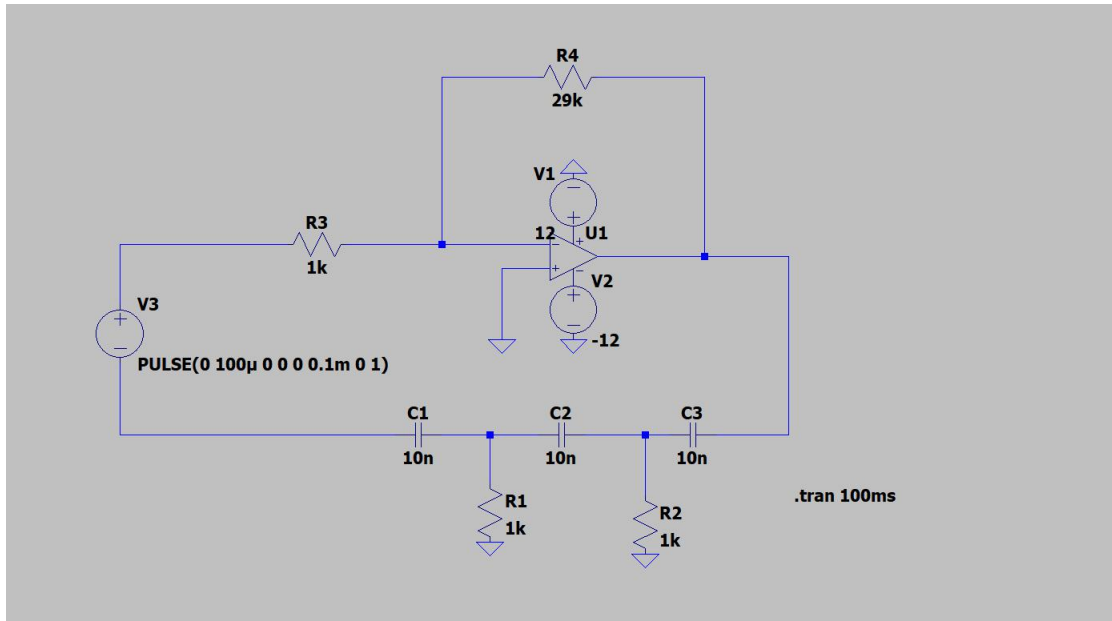 R4
29k
V1
R3
12
U1
1k
V2
V3
-12
PULSE(0 100µ 0 0 0 0.1m 0 1)
C1
C2
C3
10n
10n
10n
.tran 100ms
R1
R2
1k
1k